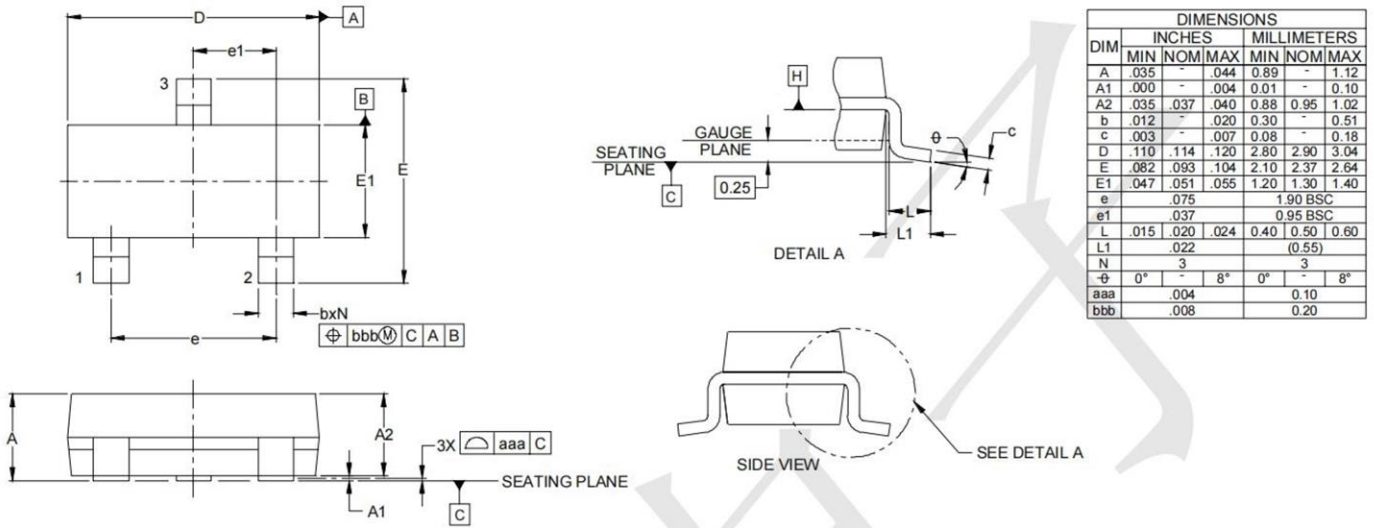 D
A
e1
3
B
E1
E
1
2
bxN
e
⌖ bbbⓂ C A B
A
A2
3X ⌓ aaa C
SEATING PLANE
A1
C
H
GAUGE
PLANE
SEATING
PLANE
C
0.25
θ
c
L
L1
DETAIL A
SIDE VIEW
SEE DETAIL A
DIMENSIONS
DIM INCHES MILLIMETERS
MIN NOM MAX MIN NOM MAX
A .035 - .044 0.89 - 1.12
A1 .000 - .004 0.01 - 0.10
A2 .035 .037 .040 0.88 0.95 1.02
b .012 - .020 0.30 - 0.51
c .003 - .007 0.08 - 0.18
D .110 .114 .120 2.80 2.90 3.04
E .082 .093 .104 2.10 2.37 2.64
E1 .047 .051 .055 1.20 1.30 1.40
e .075 1.90 BSC
e1 .037 0.95 BSC
L .015 .020 .024 0.40 0.50 0.60
L1 .022 (0.55)
N 3 3
θ 0° - 8° 0° - 8°
aaa .004 0.10
bbb .008 0.20